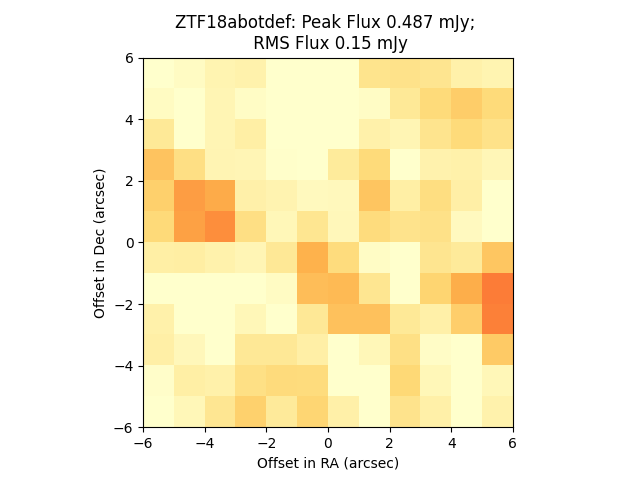 ZTF18abotdef: Peak Flux 0.487 mJy;
RMS Flux 0.15 mJy
6
4
2
0
−2
−4
−6
Offset in Dec (arcsec)
−6 −4 −2 0 2 4 6
Offset in RA (arcsec)